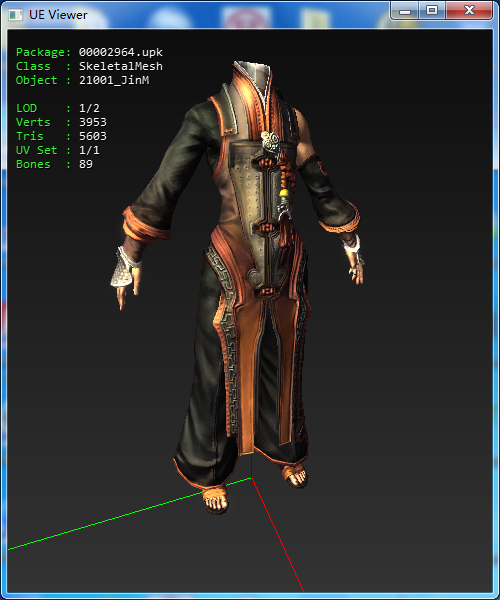 UE Viewer
Package: 00002964.upk
Class : SkeletalMesh
Object : 21001_JinM
LOD : 1/2
Verts : 3953
Tris : 5603
UV Set : 1/1
Bones : 89